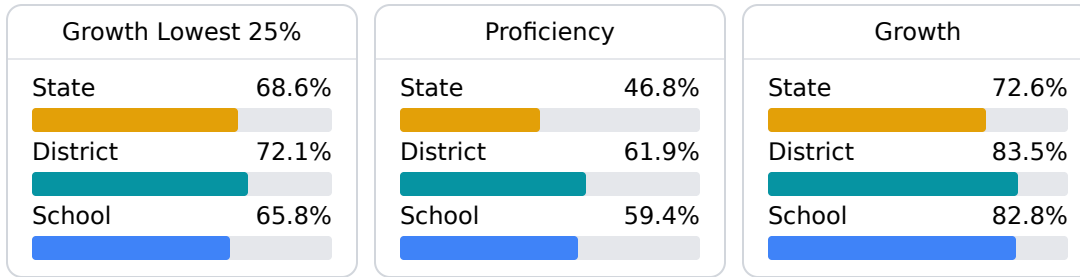 Growth Lowest 25%
State 68.6%
District 72.1%
School 65.8%
Proficiency
State 46.8%
District 61.9%
School 59.4%
Growth
State 72.6%
District 83.5%
School 82.8%